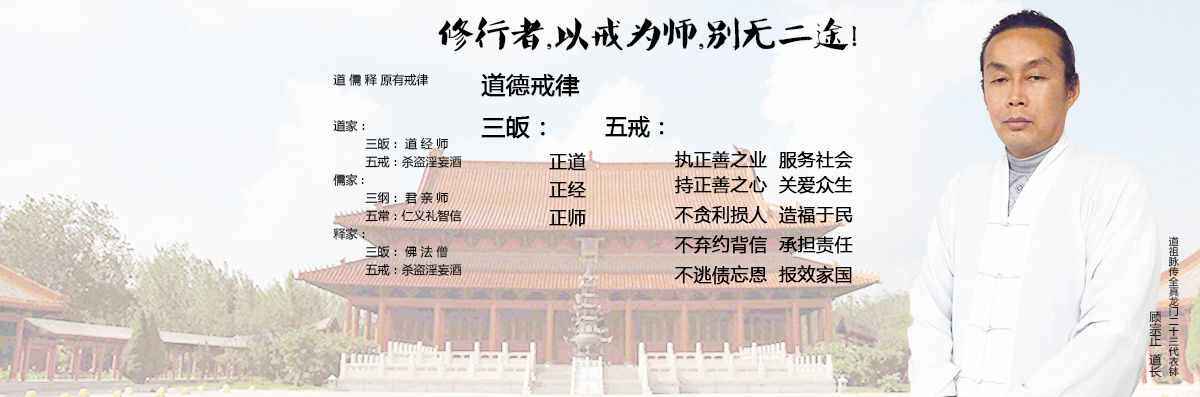 修行者,以戒为师,别无二途!
道 儒 释 原有戒律
道家：
三皈： 道 经 师
五戒：杀盗淫妄酒
儒家：
三纲： 君 亲 师
五常：仁义礼智信
释家：
三皈： 佛 法 僧
五戒：杀盗淫妄酒
道德戒律
三皈：
正道
正经
正师
五戒：
执正善之业 服务社会
持正善之心 关爱众生
不贪利损人 造福于民
不弃约背信 承担责任
不逃债忘恩 报效家国
道祖脉传全真龙门二十三代衣钵
顾宗正 道长